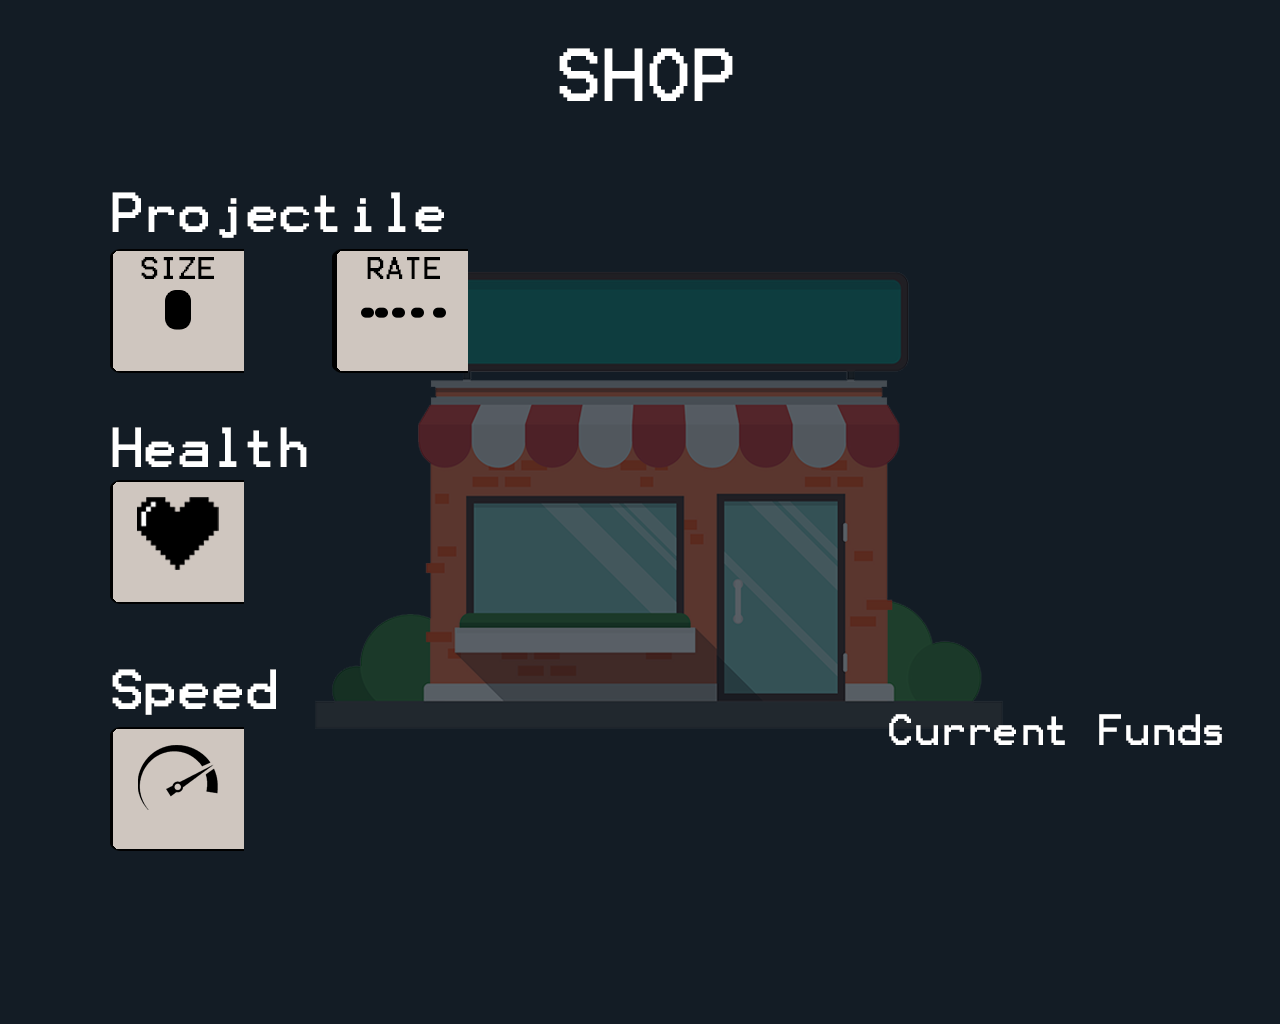 SHOP
Projectile
SIZE
RATE
Health
Speed
Current Funds